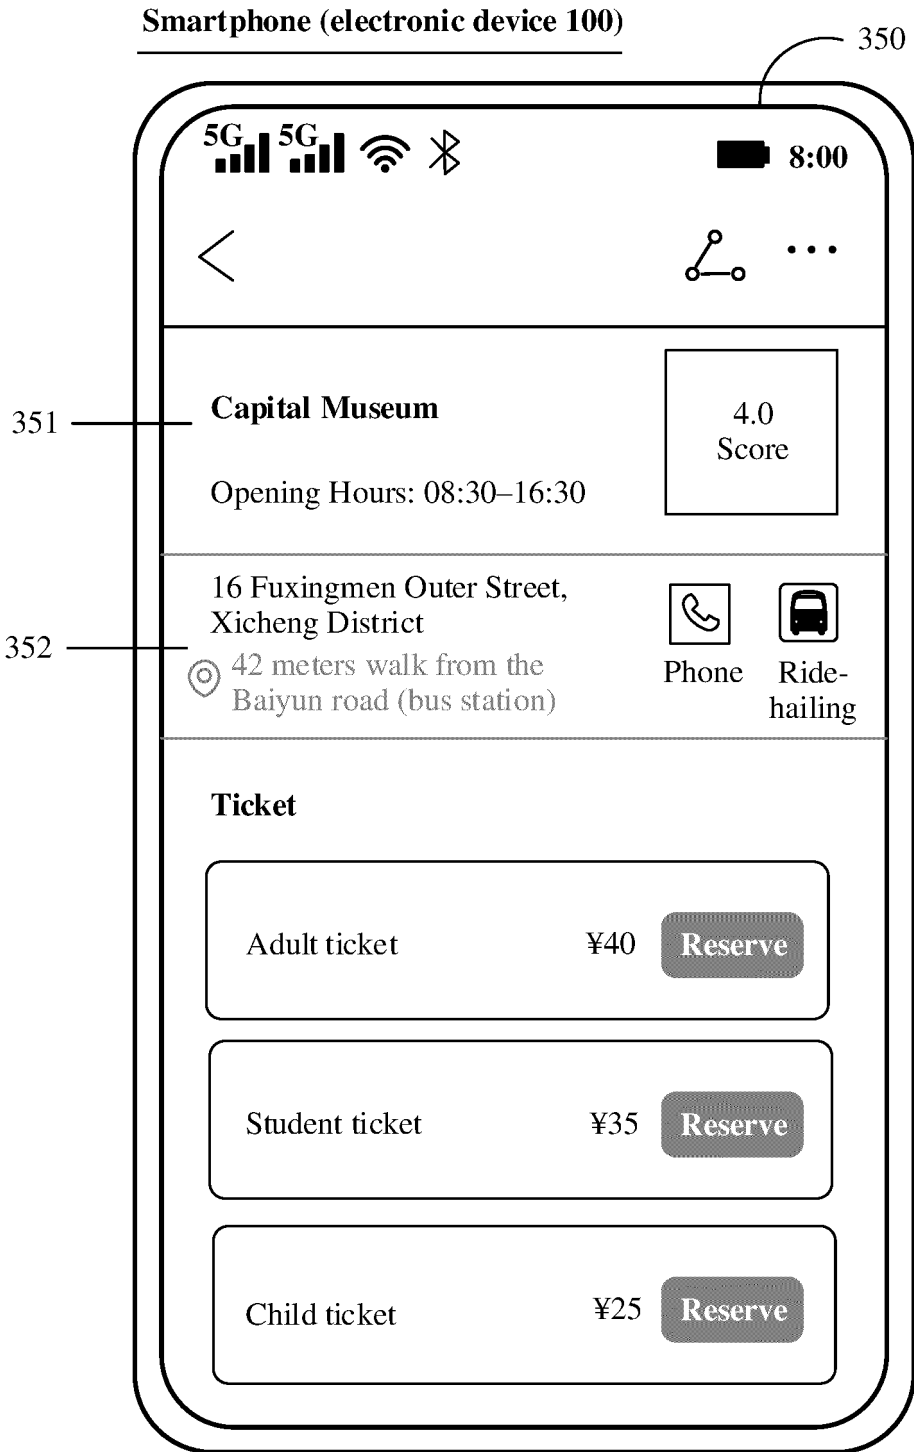 Smartphone (electronic device 100)
350
5G 5G 8:00
351
Capital Museum
4.0
Score
Opening Hours: 08:30–16:30
352
16 Fuxingmen Outer Street,
Xicheng District
42 meters walk from the
Baiyun road (bus station)
Phone
Ride-
hailing
Ticket
Adult ticket ¥40 Reserve
Student ticket ¥35 Reserve
Child ticket ¥25 Reserve